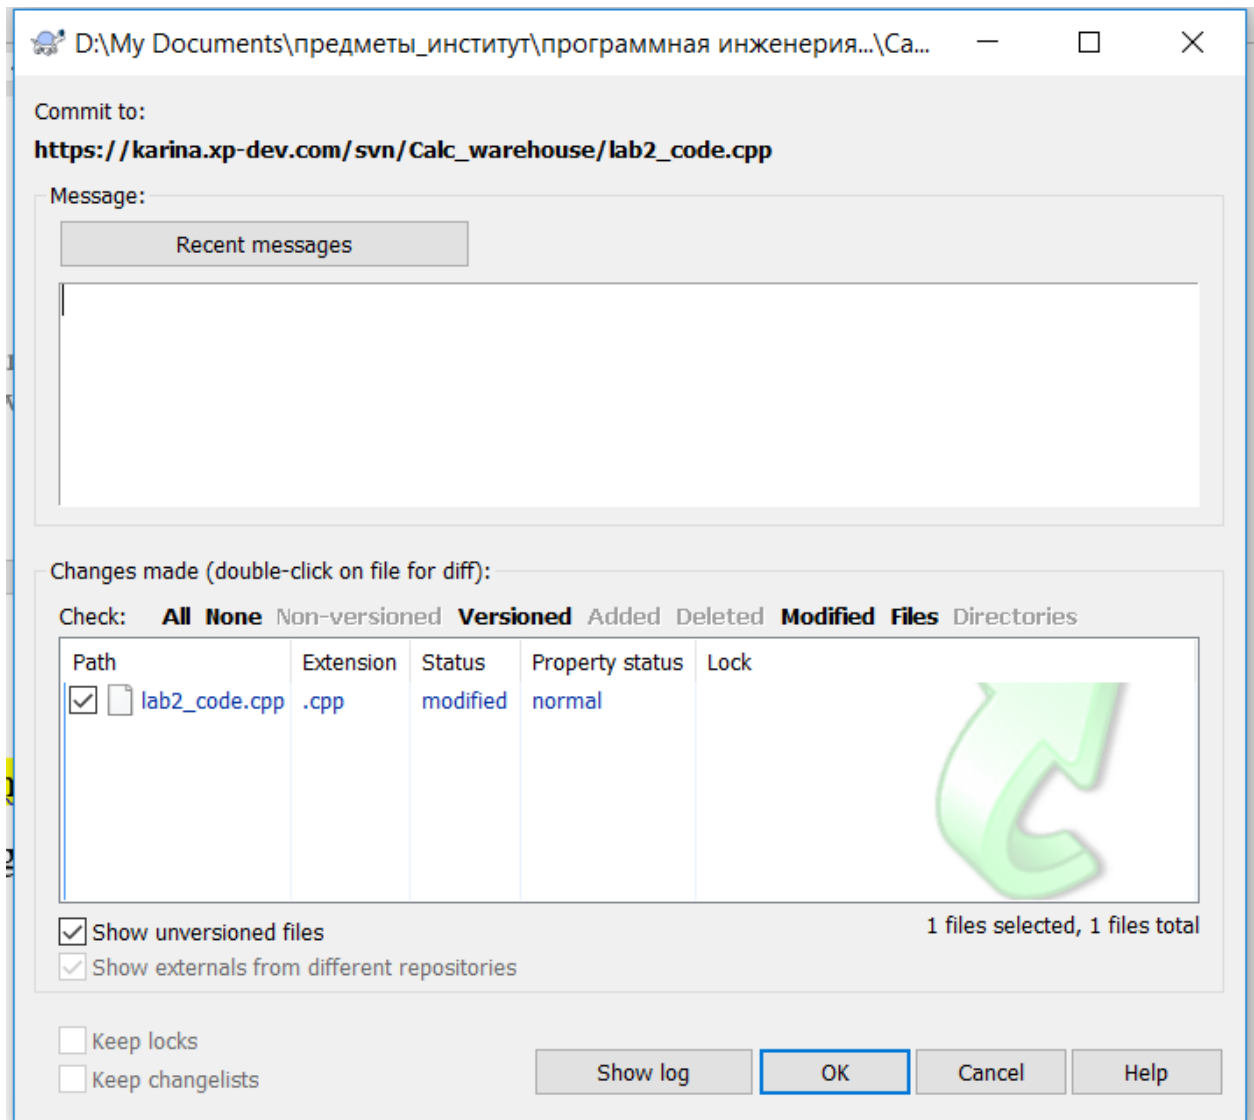 D:\My Documents\предметы_институт\программная инженерия...\Ca...
Commit to:
https://karina.xp-dev.com/svn/Calc_warehouse/lab2_code.cpp
Message:
Recent messages
Changes made (double-click on file for diff):
Check: All None Non-versioned Versioned Added Deleted Modified Files Directories
Path Extension Status Property status Lock
lab2_code.cpp .cpp modified normal
Show unversioned files
1 files selected, 1 files total
Show externals from different repositories
Keep locks
Keep changelists
Show log OK Cancel Help